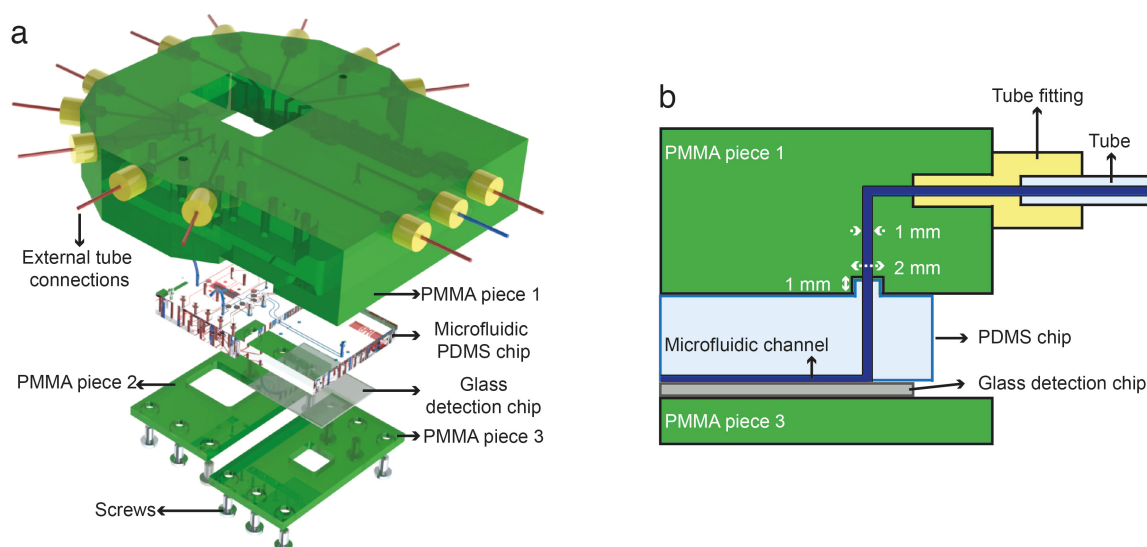 a
External tube
connections
PMMA piece 1
Microfluidic
PDMS chip
PMMA piece 2
Glass
detection chip
PMMA piece 3
Screws
b
Tube fitting
Tube
PMMA piece 1
1 mm
2 mm
1 mm
PDMS chip
Microfluidic channel
Glass detection chip
PMMA piece 3